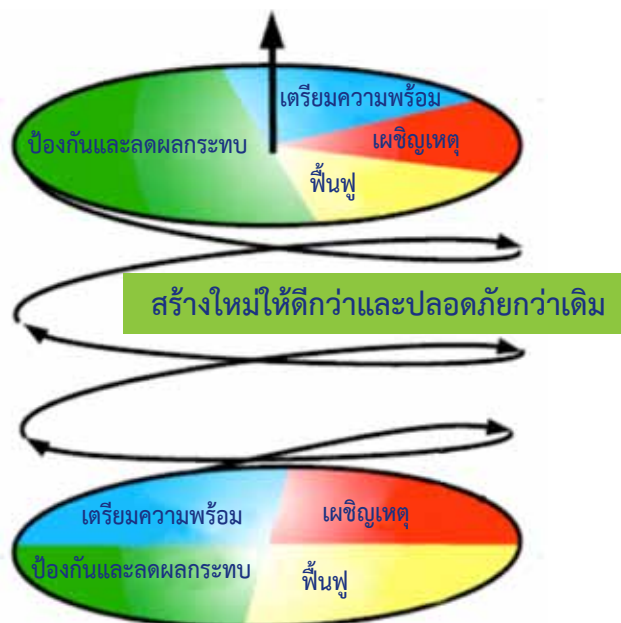 เตรียมความพร้อม
ป้องกันและลดผลกระทบ
เผชิญเหตุ
ฟื้นฟู
สร้างใหม่ให้ดีกว่าและปลอดภัยกว่าเดิม
เตรียมความพร้อม
เผชิญเหตุ
ป้องกันและลดผลกระทบ
ฟื้นฟู